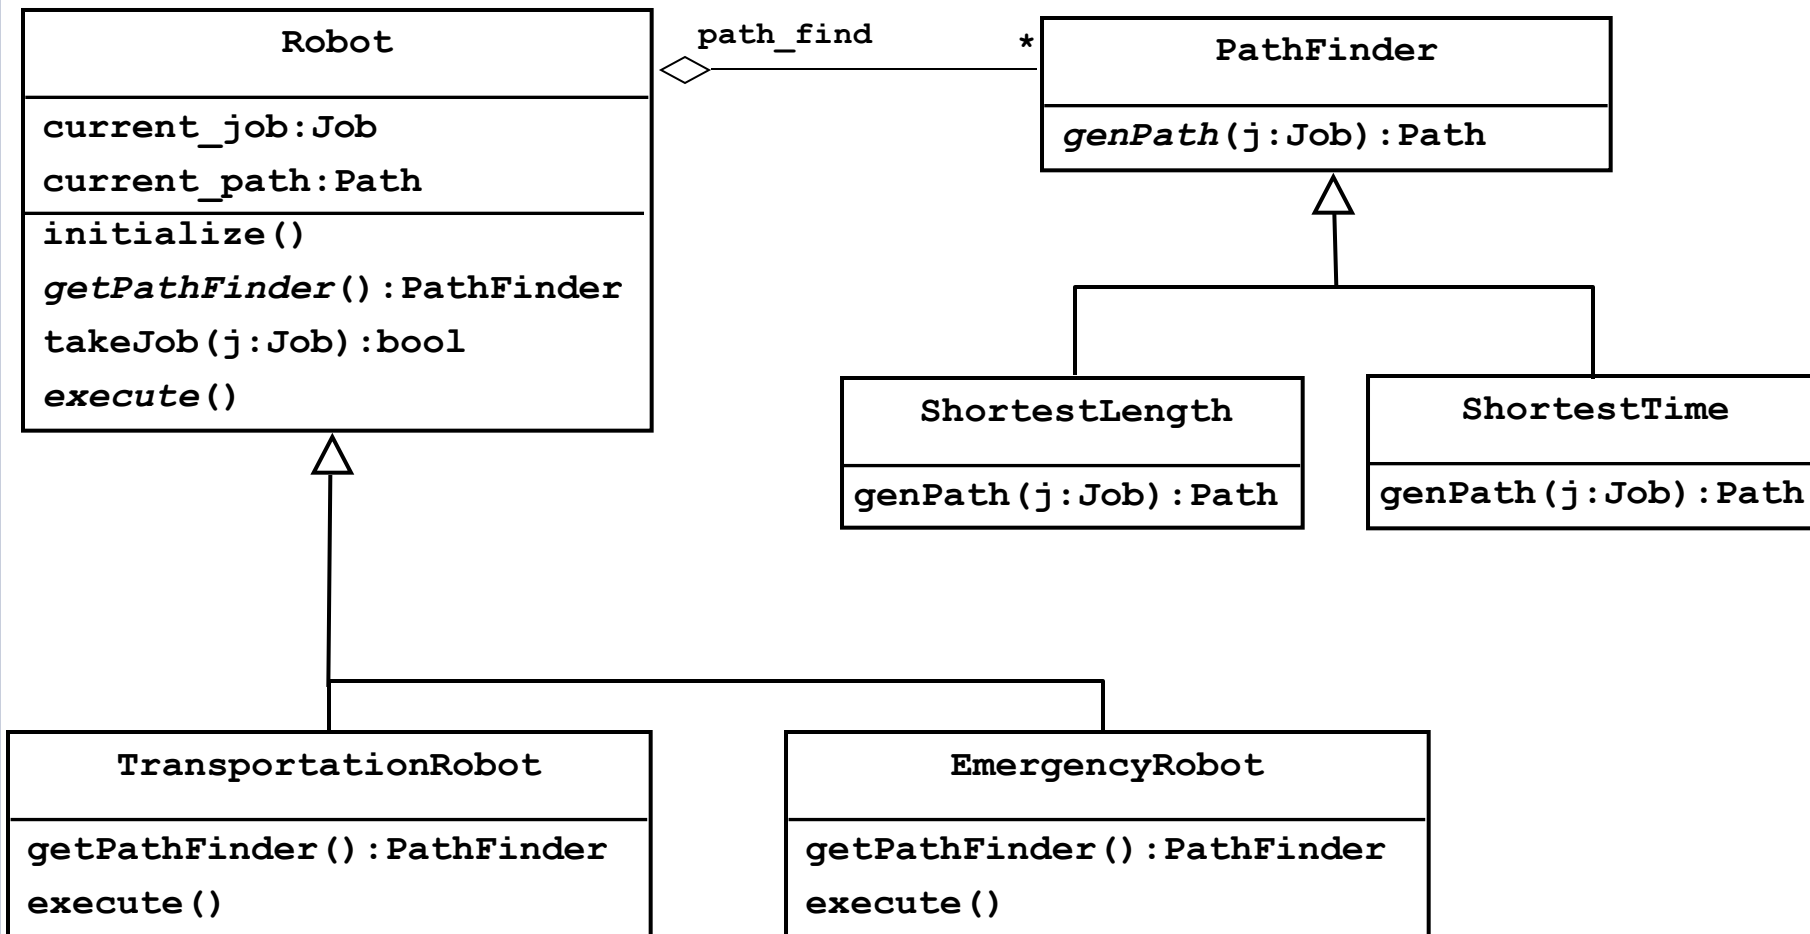 Robot
current_job:Job
current_path:Path
initialize()
getPathFinder():PathFinder
takeJob(j:Job):bool
execute()
path_find
*
PathFinder
genPath(j:Job):Path
ShortestLength
genPath(j:Job):Path
ShortestTime
genPath(j:Job):Path
TransportationRobot
getPathFinder():PathFinder
execute()
EmergencyRobot
getPathFinder():PathFinder
execute()